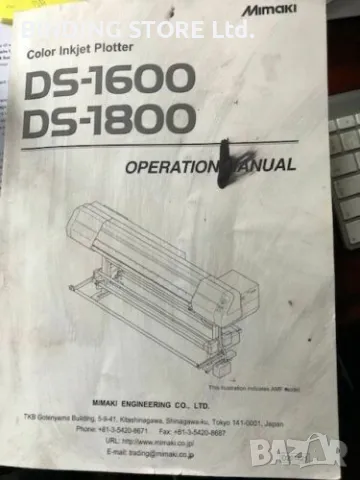 BENDING STORE Ltd.
Mimaki
Color Inkjet Plotter
DS-1600
DS-1800
OPERATION MANUAL
This illustration indicates AMF model.
MIMAKI ENGINEERING CO., LTD.
TKB Gotenyama Building, 5-9-41, Kitashinagawa, Shinagawa-ku, Tokyo 141-0001, Japan
Phone: +81-3-5420-8671 Fax: +81-3-5420-8687
URL: http://www.mimaki.co.jp/
E-mail: trading@mimaki.co.jp
bazar